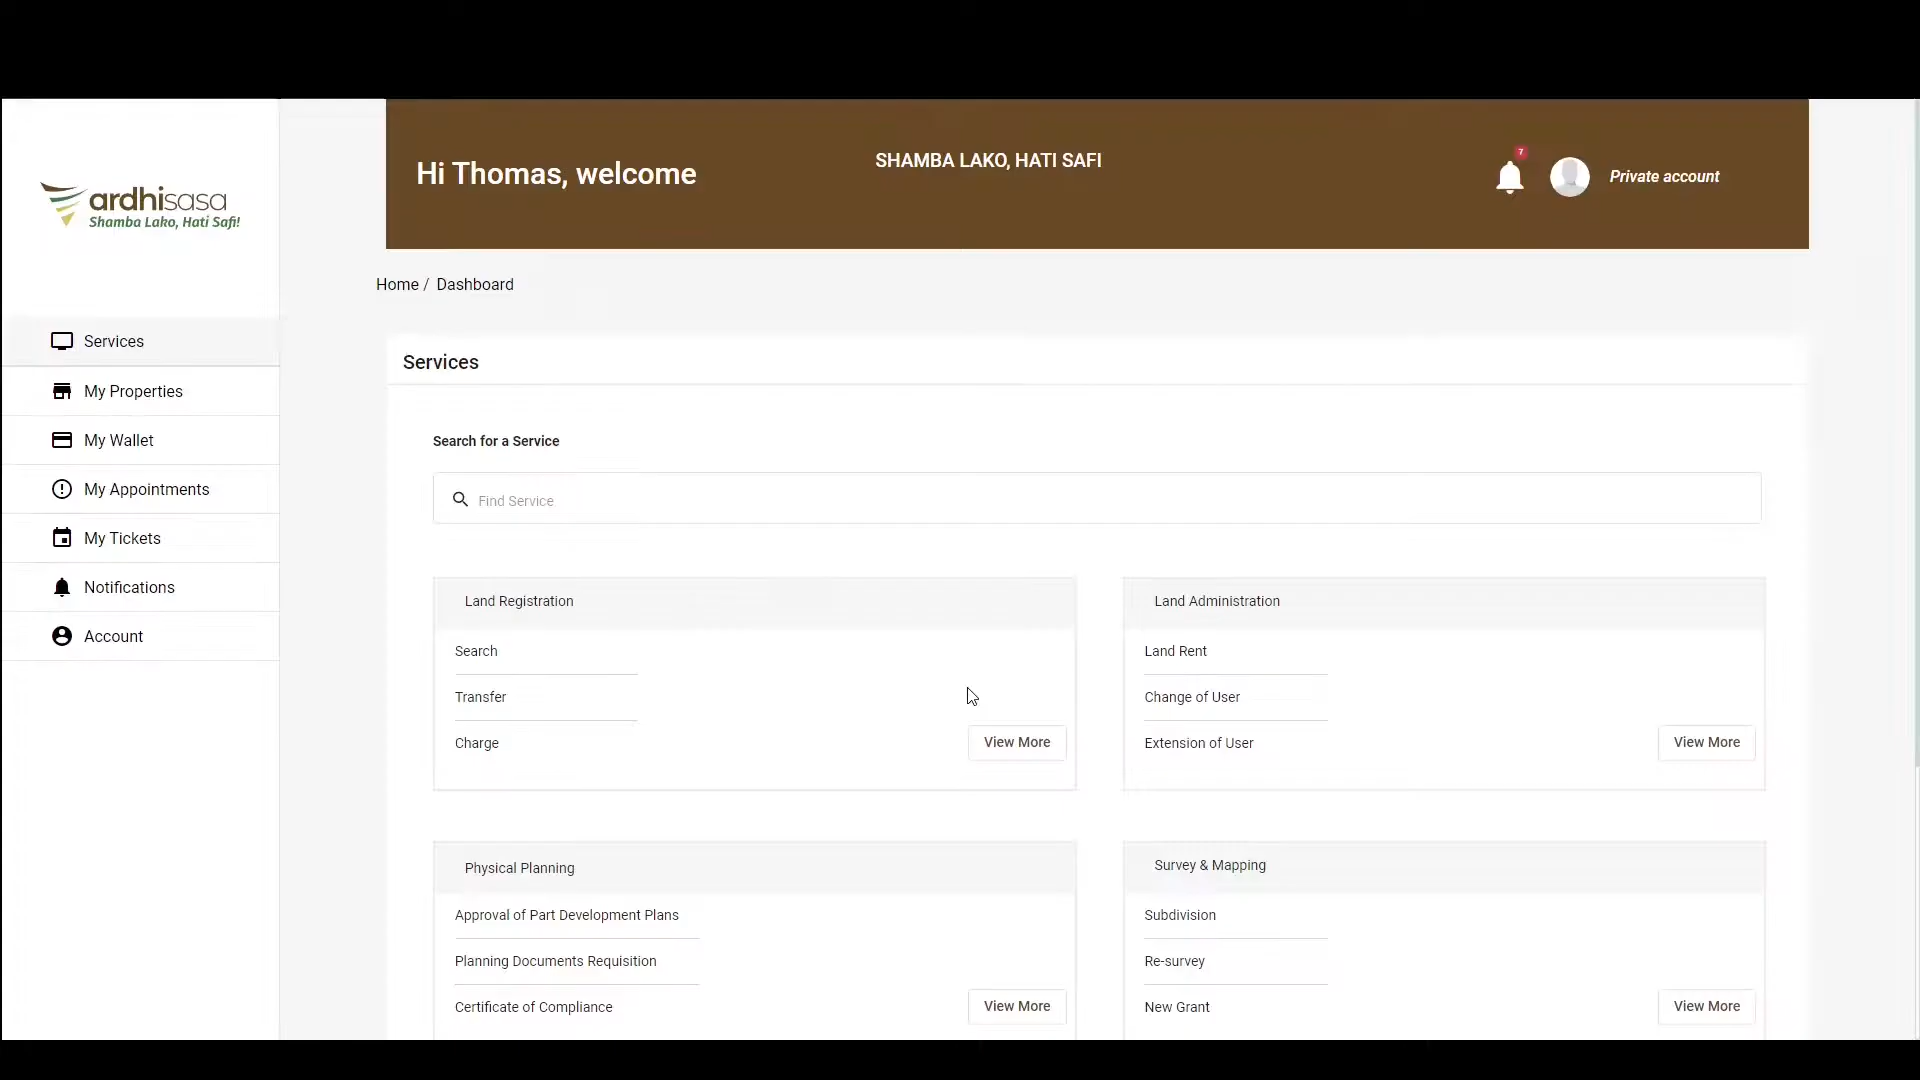 ardhisasa
Shamba Lako, Hati Safi!
Services
My Properties
My Wallet
My Appointments
My Tickets
Notifications
Account
Hi Thomas, welcome
SHAMBA LAKO, HATI SAFI
7
Private account
Home / Dashboard
Services
Search for a Service
Find Service
Land Registration
Search
Transfer
Charge
View More
Land Administration
Land Rent
Change of User
Extension of User
View More
Physical Planning
Approval of Part Development Plans
Planning Documents Requisition
Certificate of Compliance
View More
Survey & Mapping
Subdivision
Re-survey
New Grant
View More